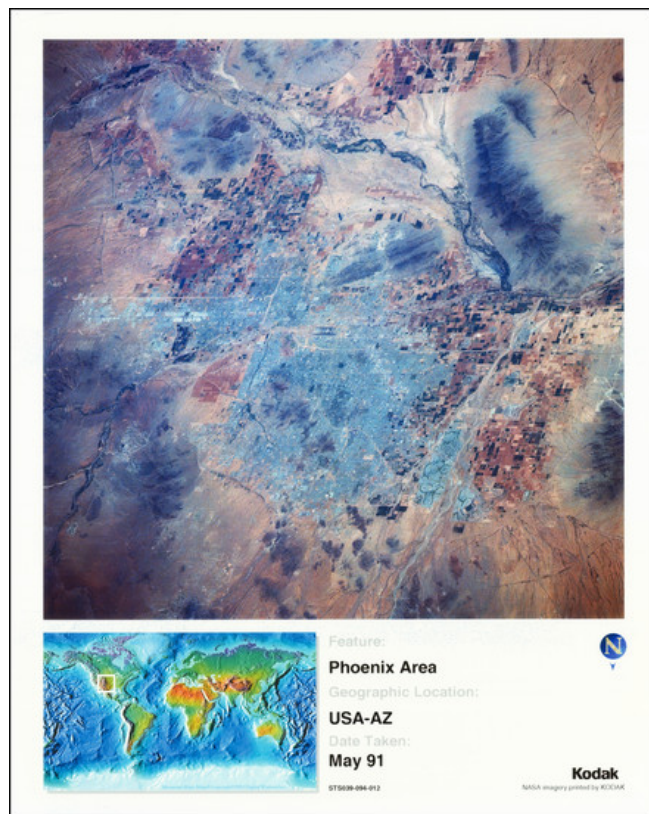 Feature:
Phoenix Area
Geographic Location:
USA-AZ
Date Taken:
May 91
STS039-094-012
N
Kodak
NASA imagery printed by KODAK